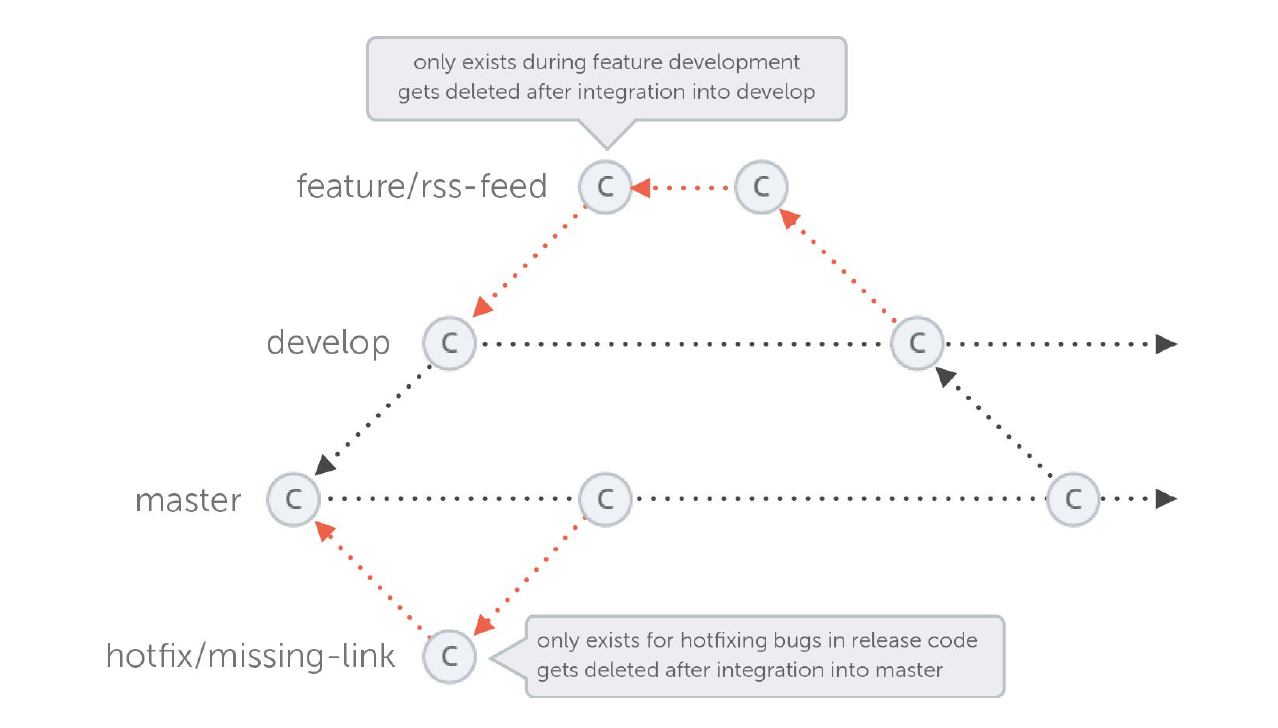 only exists during feature development
gets deleted after integration into develop
feature/rss-feed C C
develop C C
master C C C
hotfix/missing-link C
only exists for hotfixing bugs in release code
gets deleted after integration into master